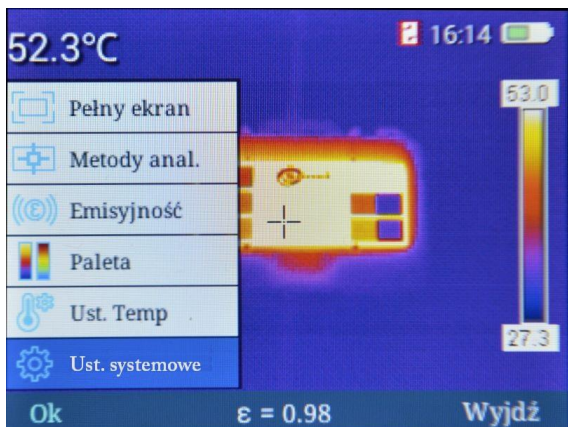 52.3°C
16:14
Pełny ekran
Metody anal.
((ε)) Emisyjność
Paleta
Ust. Temp
Ust. systemowe
53.0
27.3
Ok
ε = 0.98
Wyjdź